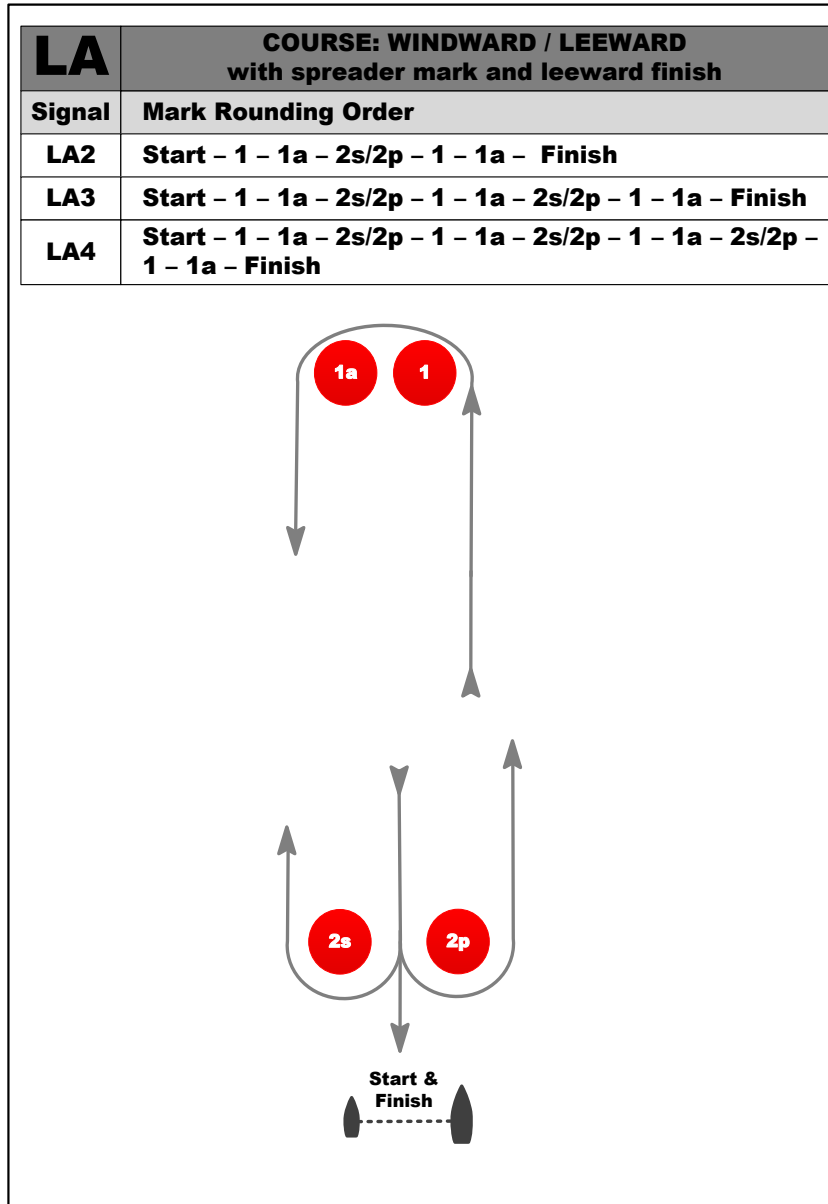 LA
COURSE: WINDWARD / LEEWARD
with spreader mark and leeward finish
Signal Mark Rounding Order
LA2 Start – 1 – 1a – 2s/2p – 1 – 1a – Finish
LA3 Start – 1 – 1a – 2s/2p – 1 – 1a – 2s/2p – 1 – 1a – Finish
LA4 Start – 1 – 1a – 2s/2p – 1 – 1a – 2s/2p – 1 – 1a – 2s/2p –
1 – 1a – Finish
1a 1
2s 2p
Start &
Finish